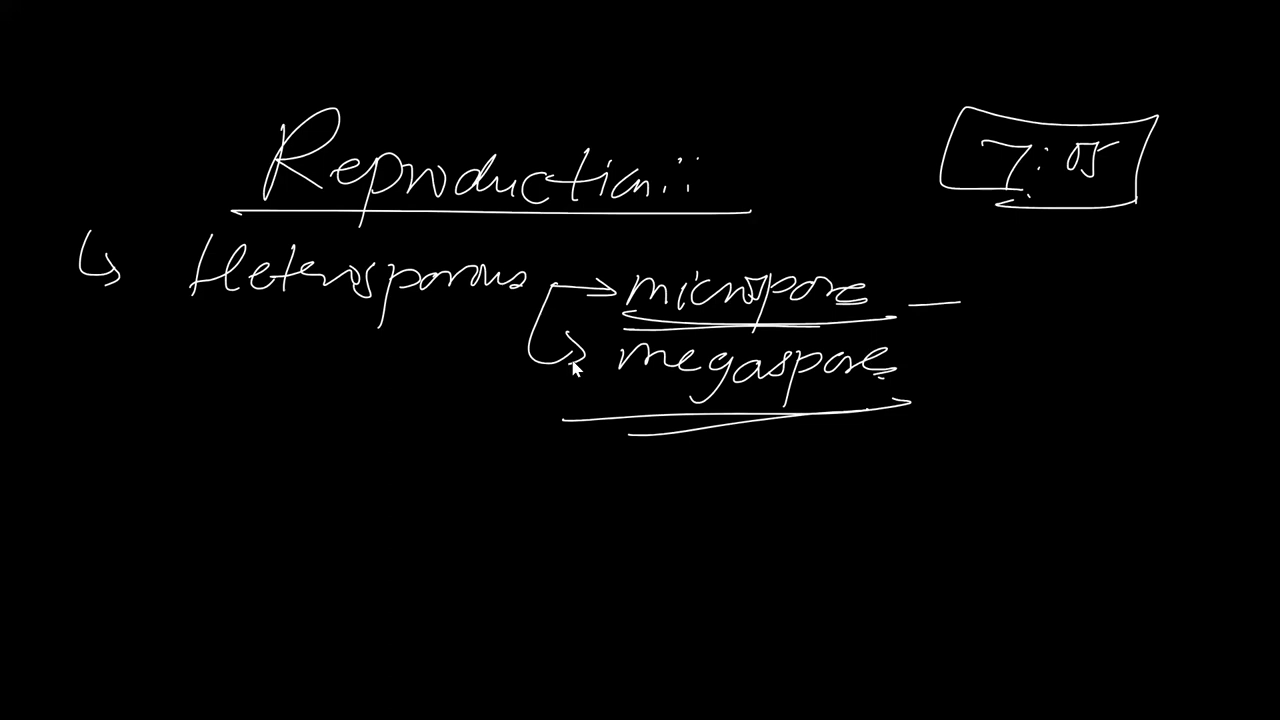 Reproduction::
7:05
↳ Heterosporous → microspore —
↳ megaspore